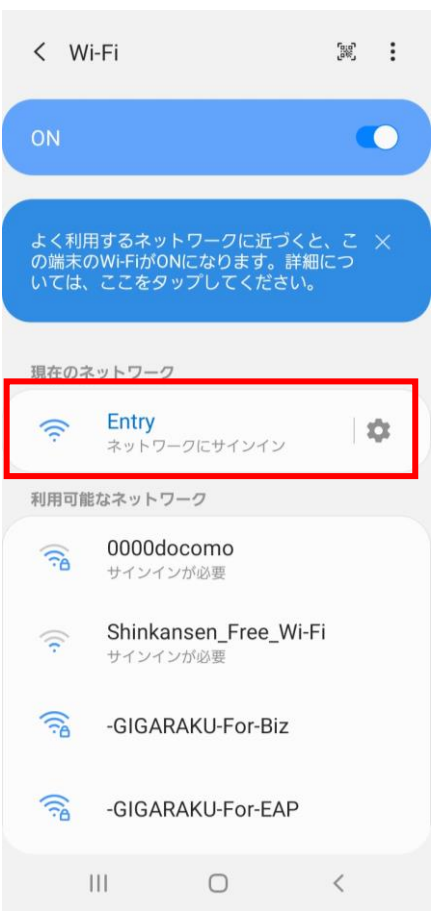 Wi-Fi
ON
よく利用するネットワークに近づくと、こ
の端末のWi-FiがONになります。詳細につ
いては、ここをタップしてください。
現在のネットワーク
Entry
ネットワークにサインイン
利用可能なネットワーク
0000docomo
サインインが必要
Shinkansen_Free_Wi-Fi
サインインが必要
-GIGARAKU-For-Biz
-GIGARAKU-For-EAP